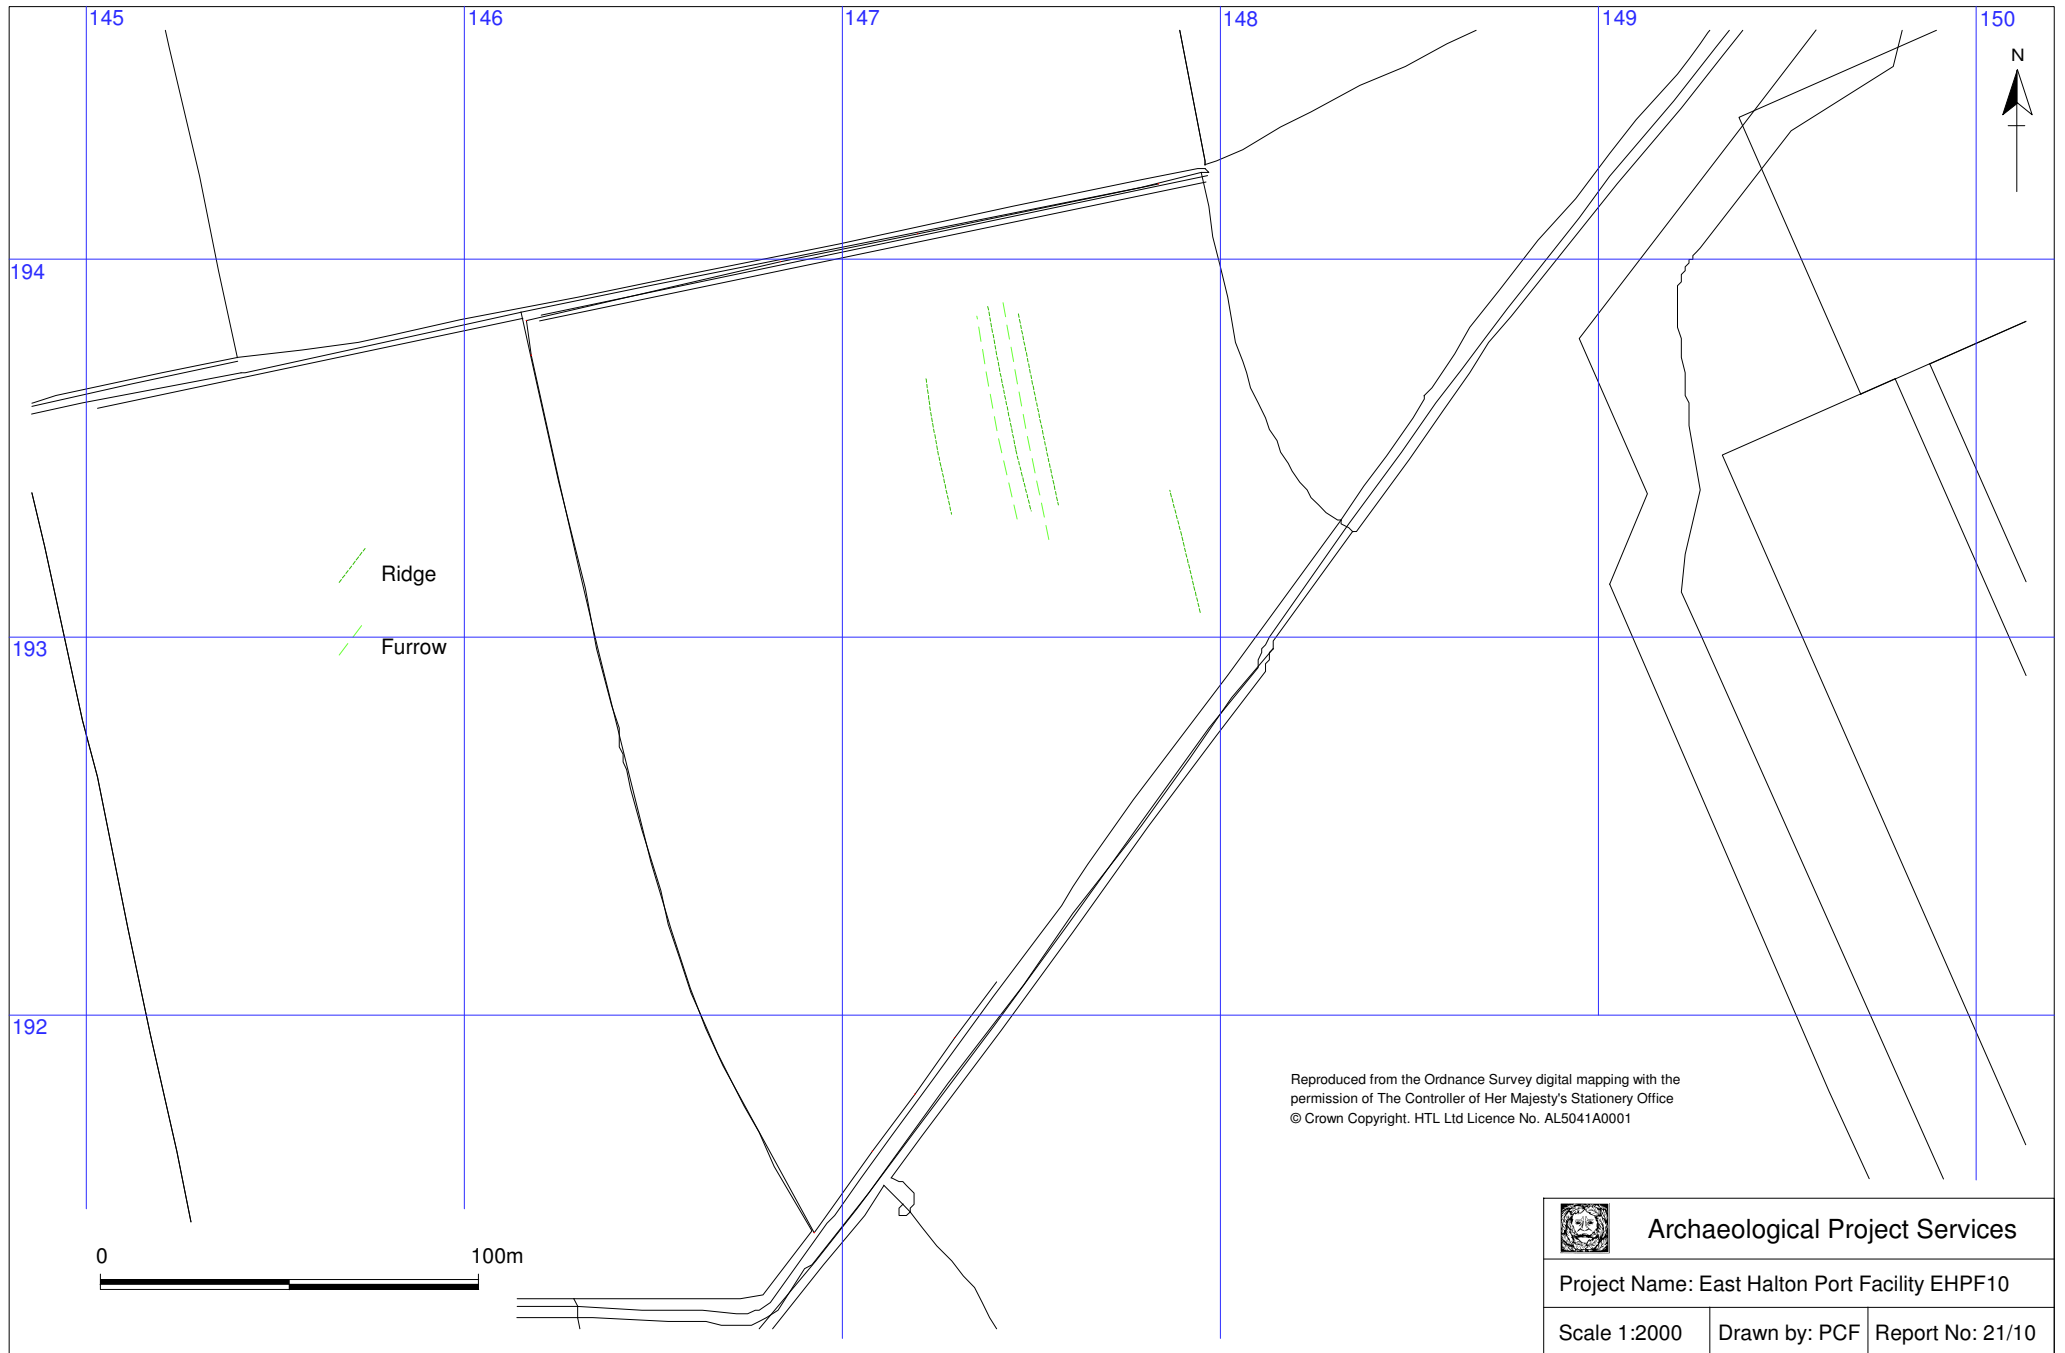 145 146 147 148 149 150
N
194
Ridge
193
Furrow
192
Reproduced from the Ordnance Survey digital mapping with the
permission of The Controller of Her Majesty's Stationery Office
© Crown Copyright. HTL Ltd Licence No. AL5041A0001
0 100m
Archaeological Project Services
Project Name: East Halton Port Facility EHPF10
Scale 1:2000 Drawn by: PCF Report No: 21/10